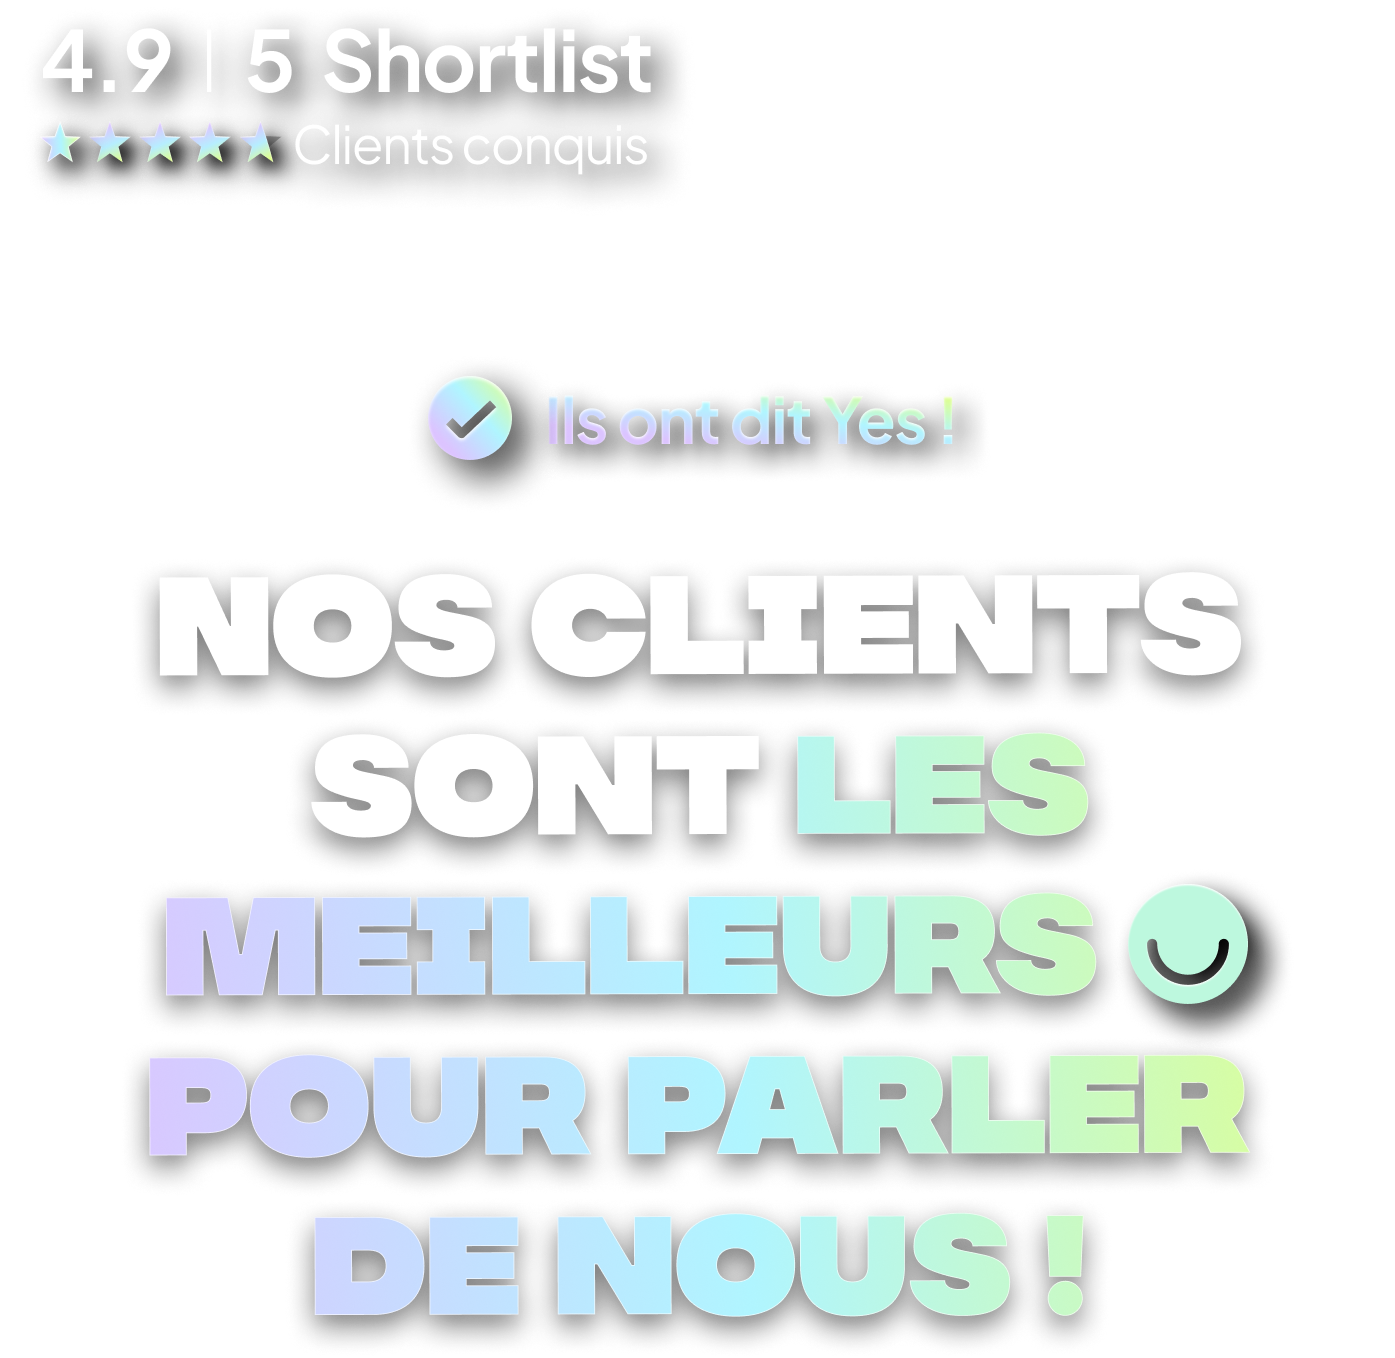 4.9 | 5 Shortlist
Clients conquis
Ils ont dit Yes !
NOS CLIENTS
SONT LES
MEILLEURS
POUR PARLER
DE NOUS !